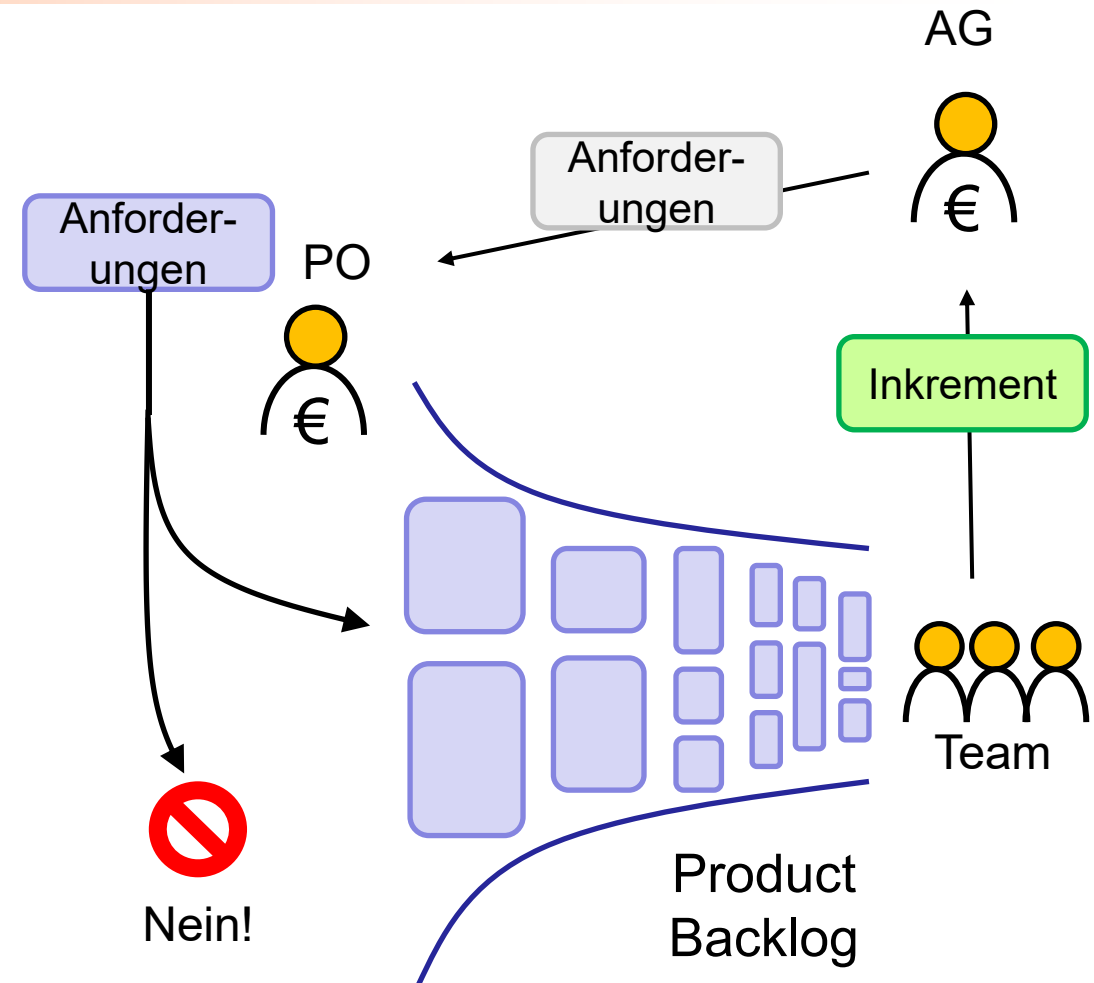 AG
Anforder-
ungen
€
Anforder-
ungen
PO
€
Inkrement
Team
Product
Backlog
Nein!